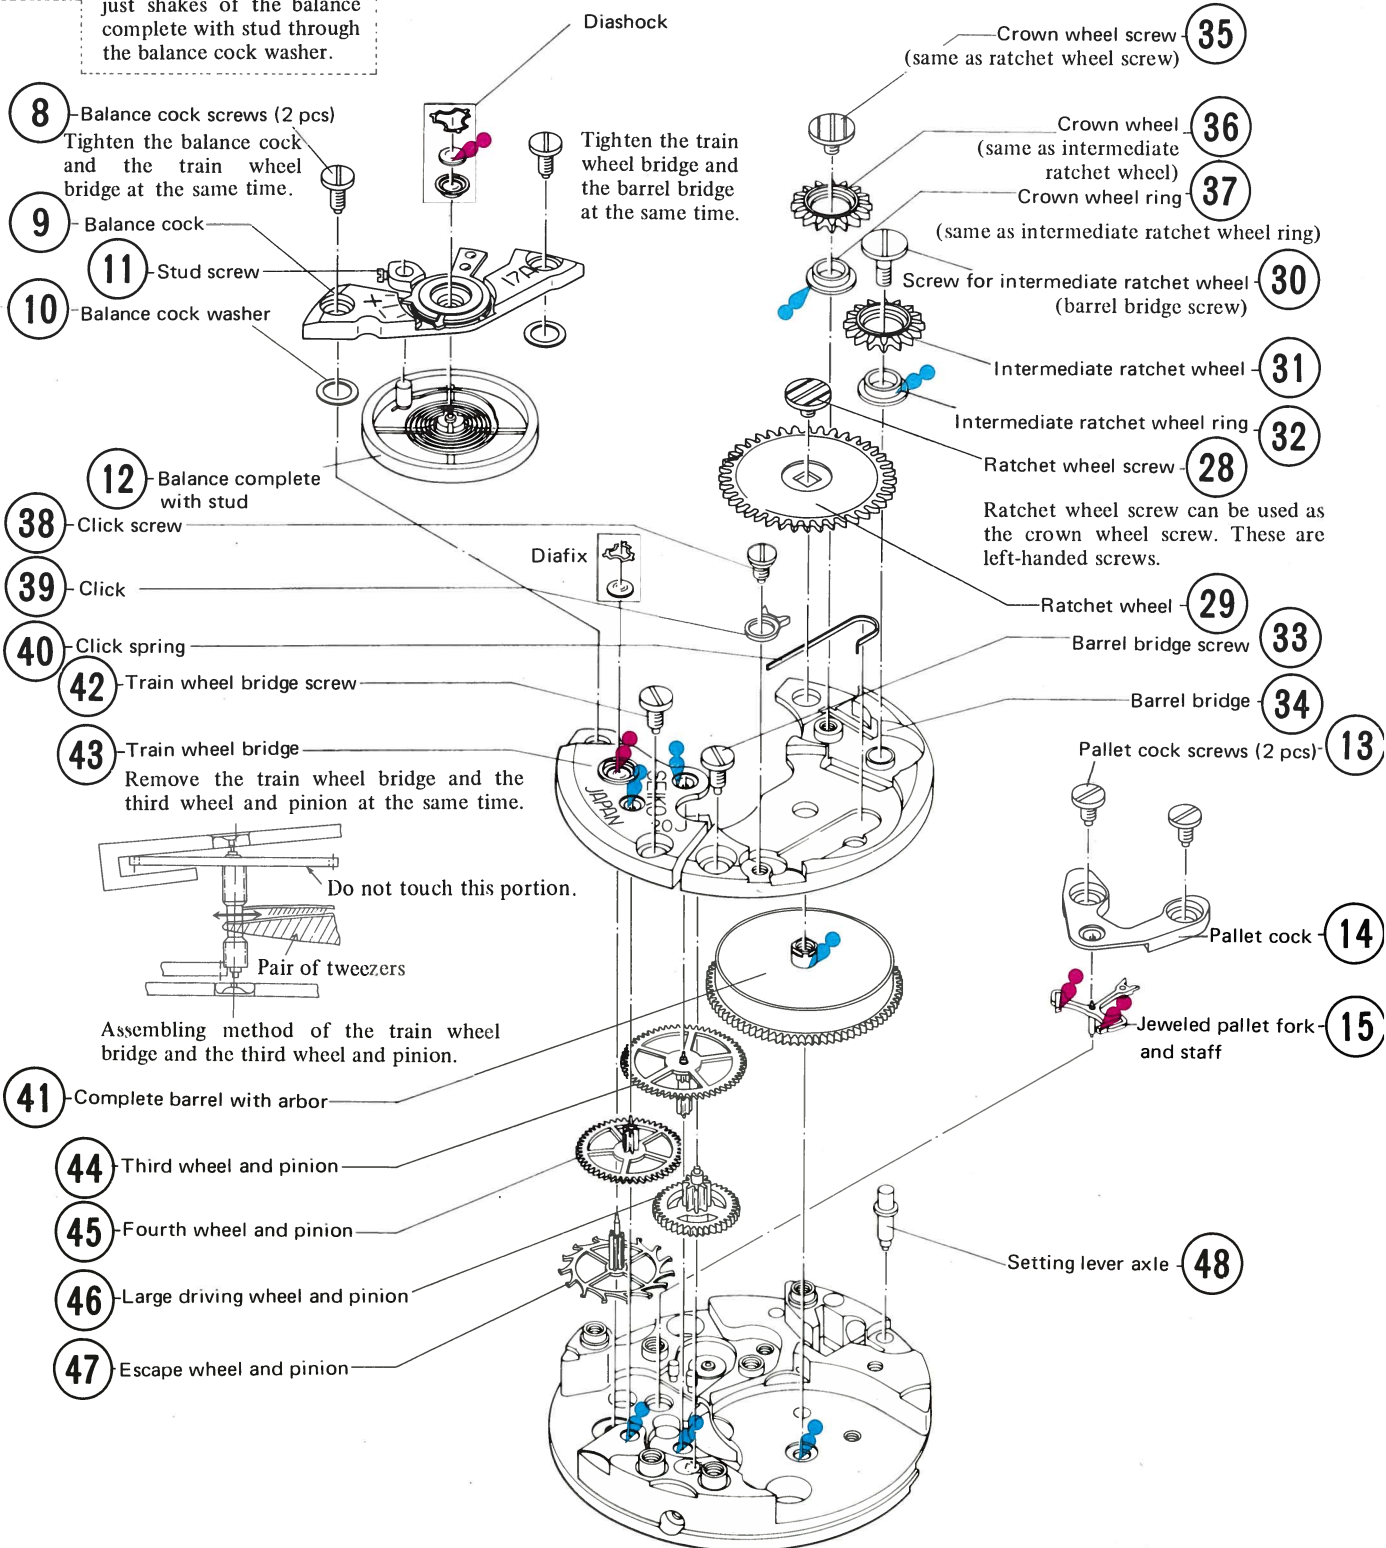 just shakes of the balance
complete with stud through
the balance cock washer.
Diashock
Crown wheel screw 35
(same as ratchet wheel screw)
8 Balance cock screws (2 pcs)
Tighten the balance cock
and the train wheel
bridge at the same time.
Tighten the train
wheel bridge and
the barrel bridge
at the same time.
Crown wheel 36
(same as intermediate
ratchet wheel)
Crown wheel ring 37
(same as intermediate ratchet wheel ring)
9 Balance cock
11 Stud screw
10 Balance cock washer
17J
+
Screw for intermediate ratchet wheel 30
(barrel bridge screw)
Intermediate ratchet wheel 31
Intermediate ratchet wheel ring 32
12 Balance complete
with stud
Ratchet wheel screw 28
Ratchet wheel screw can be used as
the crown wheel screw. These are
left-handed screws.
38 Click screw
Diafix
39 Click
Ratchet wheel 29
40 Click spring
Barrel bridge screw 33
42 Train wheel bridge screw
Barrel bridge 34
43 Train wheel bridge
Remove the train wheel bridge and the
third wheel and pinion at the same time.
Pallet cock screws (2 pcs) 13
SEIKO
JAPAN
Do not touch this portion.
Pair of tweezers
Pallet cock 14
Assembling method of the train wheel
bridge and the third wheel and pinion.
Jeweled pallet fork 15
and staff
41 Complete barrel with arbor
44 Third wheel and pinion
45 Fourth wheel and pinion
Setting lever axle 48
46 Large driving wheel and pinion
47 Escape wheel and pinion